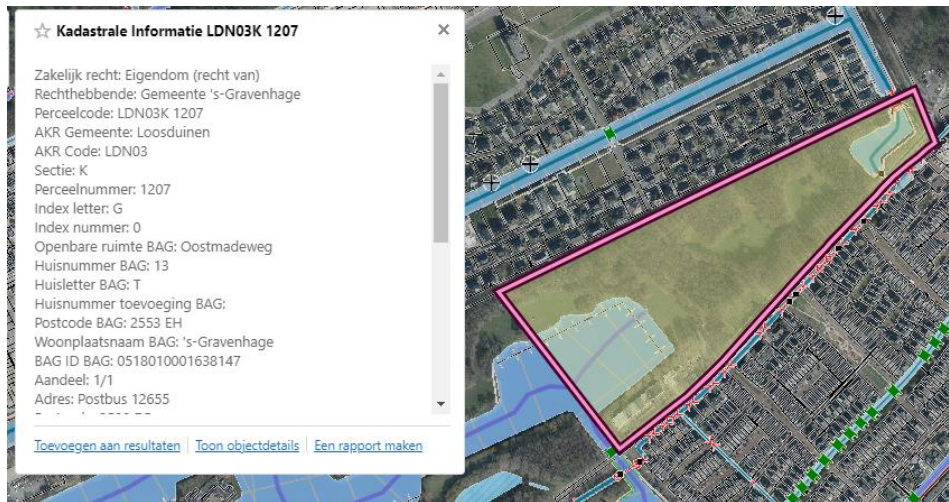 Kadastrale Informatie LDN03K 1207
Zakelijk recht: Eigendom (recht van)
Rechthebbende: Gemeente 's-Gravenhage
Perceelcode: LDN03K 1207
AKR Gemeente: Loosduinen
AKR Code: LDN03
Sectie: K
Perceelnummer: 1207
Index letter: G
Index nummer: 0
Openbare ruimte BAG: Oostmadeweg
Huisnummer BAG: 13
Huisletter BAG: T
Huisnummer toevoeging BAG:
Postcode BAG: 2553 EH
Woonplaatsnaam BAG: 's-Gravenhage
BAG ID BAG: 0518010001638147
Aandeel: 1/1
Adres: Postbus 12655
Toevoegen aan resultaten Toon objectdetails Een rapport maken